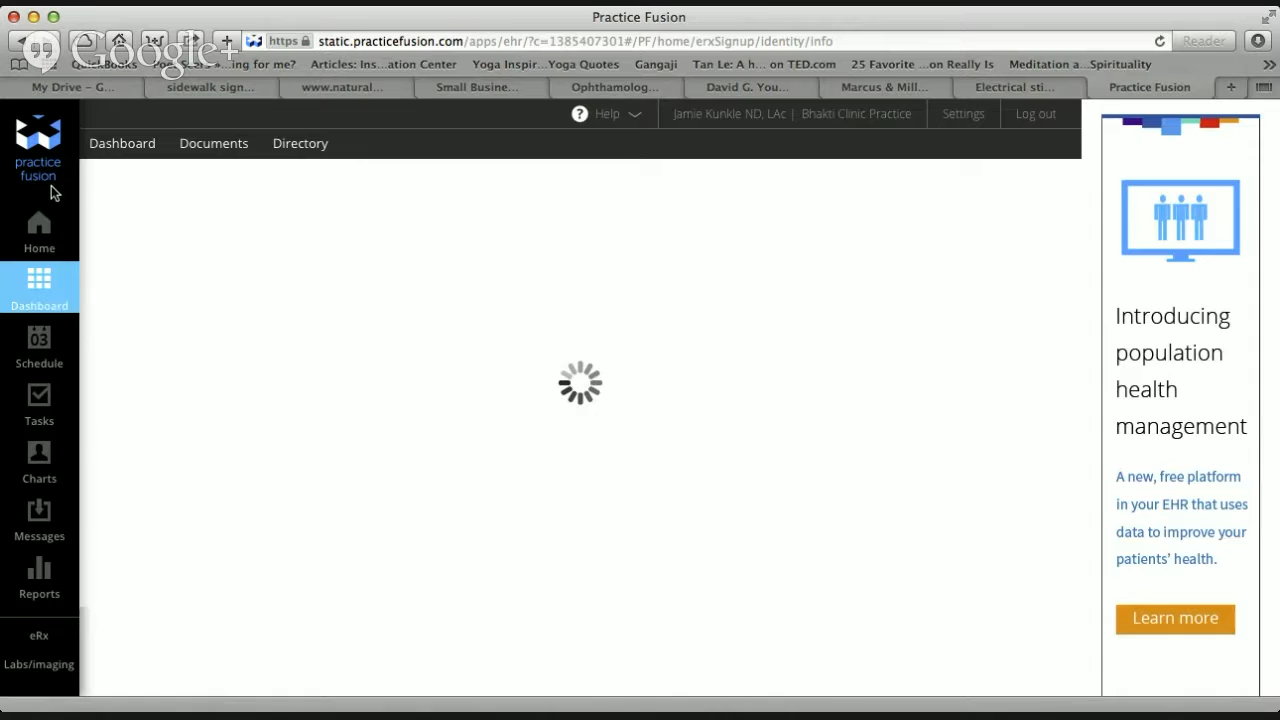 Practice Fusion
Google+
https static.practicefusion.com/apps/ehr/?c=1385407301#/PF/home/erxSignup/identity/info
Reader
QuickBooks
ing for me?
Articles: Ins...ation Center
Yoga Inspir...Yoga Quotes
Gangaji
Tan Le: A h... on TED.com
25 Favorite ...on Really Is
Meditation a...Spirituality
My Drive – G...
sidewalk sign...
www.natural...
Small Busine...
Ophthamolog...
David G. You...
Marcus & Mill...
Electrical sti...
Practice Fusion
? Help
Jamie Kunkle ND, LAc | Bhakti Clinic Practice
Settings
Log out
Dashboard
Documents
Directory
practice
fusion
Home
Dashboard
03
Schedule
Tasks
Charts
Messages
Reports
eRx
Labs/imaging
Introducing
population
health
management
A new, free platform
in your EHR that uses
data to improve your
patients’ health.
Learn more